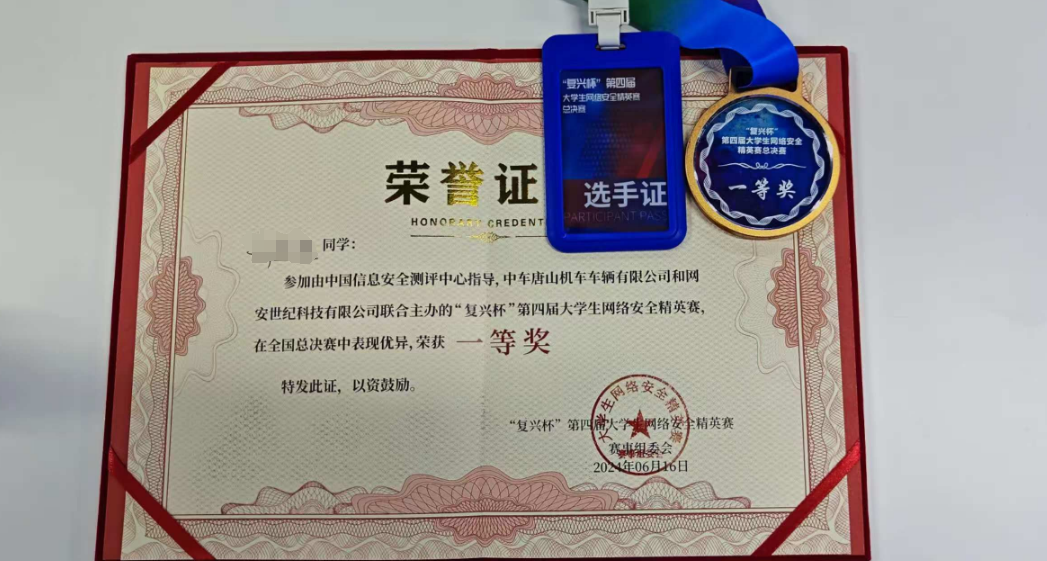 荣誉证
HONORARY CREDENT
同学：
参加由中国信息安全测评中心指导，中车唐山机车车辆有限公司和网
安世纪科技有限公司联合主办的“复兴杯”第四届大学生网络安全精英赛，
在全国总决赛中表现优异，荣获 一等奖
特发此证，以资鼓励。
“复兴杯”第四届大学生网络安全精英赛
赛事组委会
2024年06月16日
大学生网络安全精英赛
“复兴杯”第四届
大学生网络安全精英赛
总决赛
选手证
PARTICIPANT PASS
“复兴杯”
第四届大学生网络安全
精英赛总决赛
一等奖